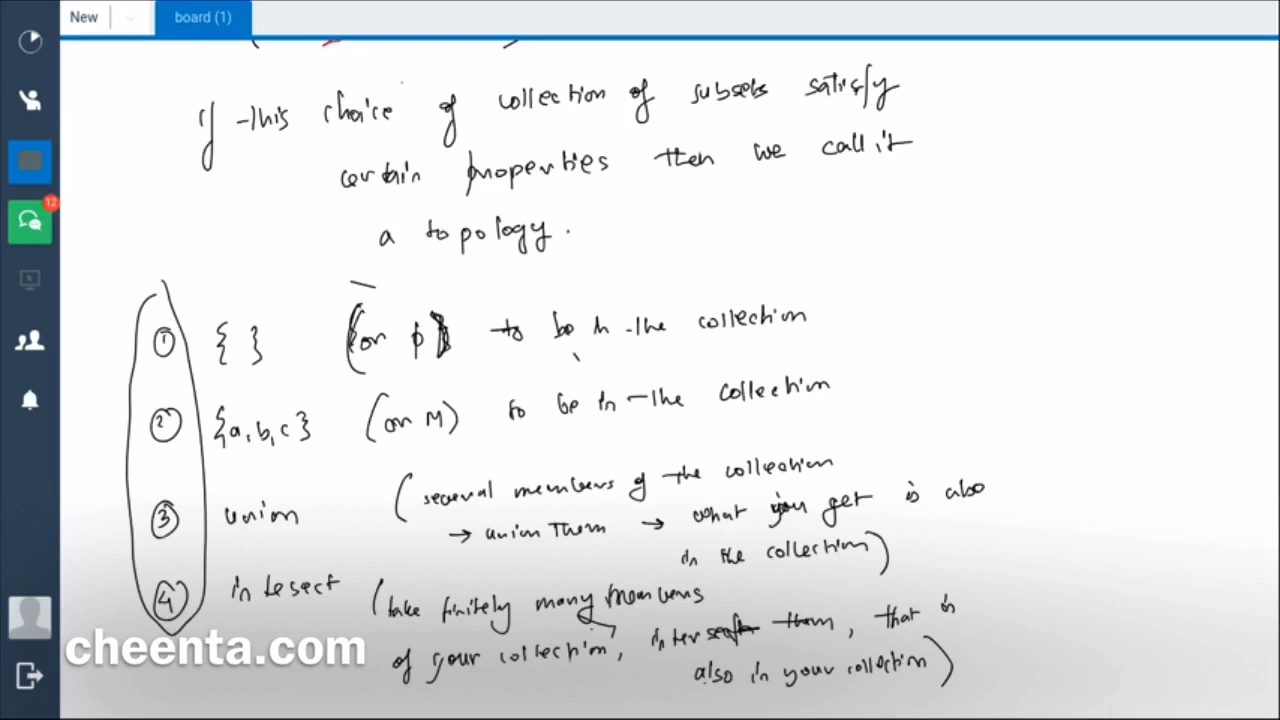 New
board (1)
if this choice of collection of subsets satisfy
certain properties then we call it
a topology.
12
① { } (or ϕ) to be in the collection
② {a, b, c} (or M) to be in the collection
③ union (several members of the collection
→ union them → what you get is also
in the collection)
④ intesect (take finitely many members
of your collection, intersect them, that is
also in your collection)
cheenta.com